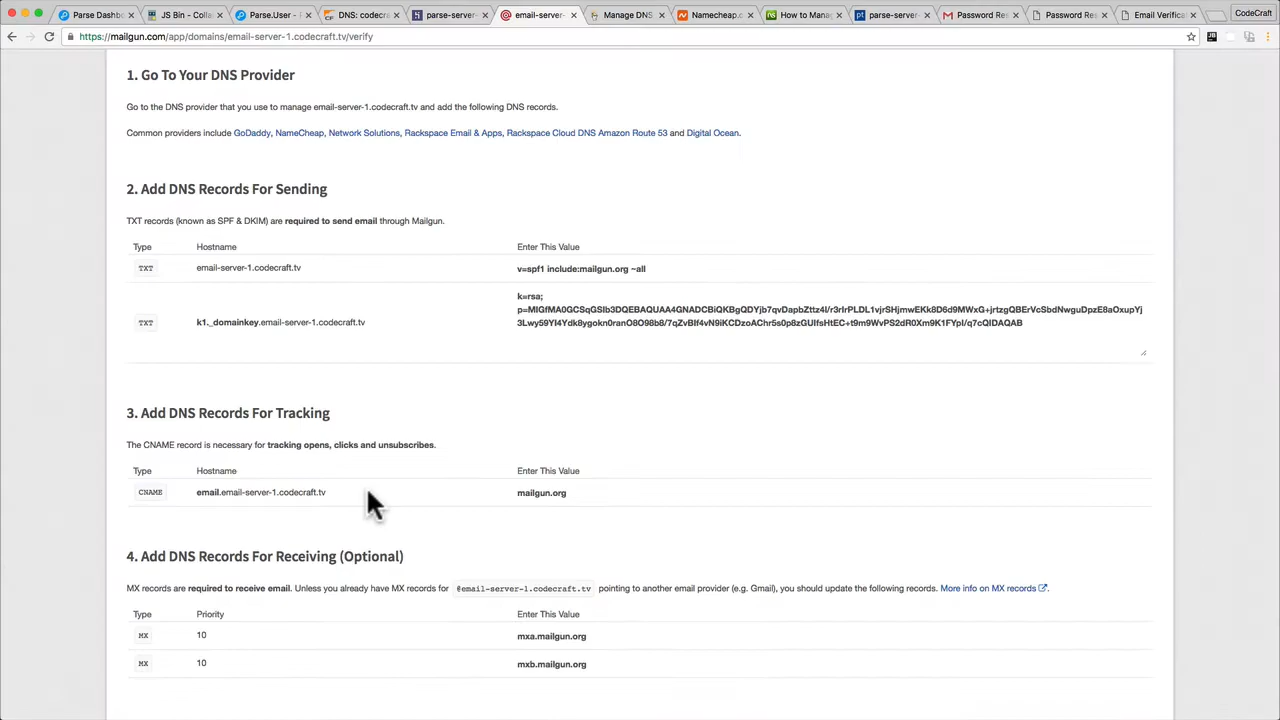 Parse Dashb
JS Bin - Colla
Parse.User -
DNS: codecra
parse-server-
email-server-
Manage DNS
Namecheap.co
How to Mana
parse-server
Password Res
Password Res
Email Verifica
CodeCraft
https://mailgun.com/app/domains/email-server-1.codecraft.tv/verify
1. Go To Your DNS Provider
Go to the DNS provider that you use to manage email-server-1.codecraft.tv and add the following DNS records.
Common providers include GoDaddy, NameCheap, Network Solutions, Rackspace Email & Apps, Rackspace Cloud DNS Amazon Route 53 and Digital Ocean.
2. Add DNS Records For Sending
TXT records (known as SPF & DKIM) are required to send email through Mailgun.
Type Hostname Enter This Value
TXT email-server-1.codecraft.tv v=spf1 include:mailgun.org ~all
k=rsa;
p=MIGfMA0GCSqGSIb3DQEBAQUAA4GNADCBiQKBgQDYjb7qvDapbZttz4I/r3rIrPLDL1vjrSHjmwEKk8D6d9MWxG+jrtzgQBErVcSbdNwguDpzE8aOxupYj
TXT k1._domainkey.email-server-1.codecraft.tv 3Lwy59YI4Ydk8ygokn0ranO8O98b8/7qZvBIf4vN9iKCDzoAChr5s0p8zGUIfsHtEC+t9m9WvPS2dR0Xm9K1FYpI/q7cQIDAQAB
3. Add DNS Records For Tracking
The CNAME record is necessary for tracking opens, clicks and unsubscribes.
Type Hostname Enter This Value
CNAME email.email-server-1.codecraft.tv mailgun.org
4. Add DNS Records For Receiving (Optional)
MX records are required to receive email. Unless you already have MX records for @email-server-1.codecraft.tv pointing to another email provider (e.g. Gmail), you should update the following records. More info on MX records.
Type Priority Enter This Value
MX 10 mxa.mailgun.org
MX 10 mxb.mailgun.org